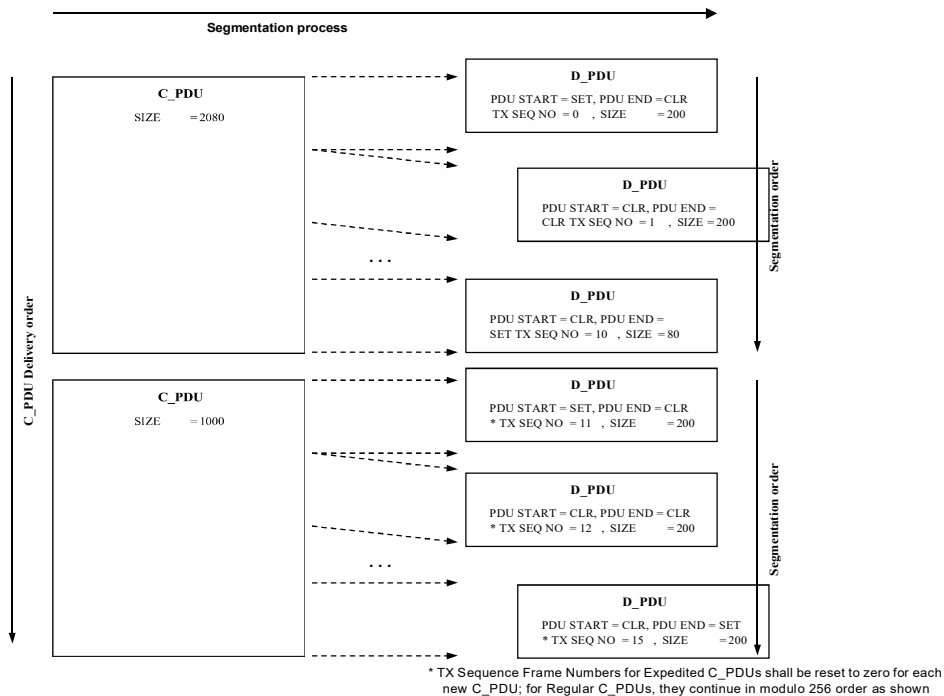 Segmentation process
C_PDU
SIZE = 2080
D_PDU
PDU START = SET, PDU END = CLR
TX SEQ NO = 0 , SIZE = 200
D_PDU
PDU START = CLR, PDU END =
CLR TX SEQ NO = 1 , SIZE = 200
. . .
D_PDU
PDU START = CLR, PDU END =
SET TX SEQ NO = 10 , SIZE = 80
Segmentation order
C_PDU Delivery order
C_PDU
SIZE = 1000
D_PDU
PDU START = SET, PDU END = CLR
* TX SEQ NO = 11 , SIZE = 200
D_PDU
PDU START = CLR, PDU END = CLR
* TX SEQ NO = 12 , SIZE = 200
. . .
D_PDU
PDU START = CLR, PDU END = SET
* TX SEQ NO = 15 , SIZE = 200
Segmentation order
* TX Sequence Frame Numbers for Expedited C_PDUs shall be reset to zero for each
new C_PDU; for Regular C_PDUs, they continue in modulo 256 order as shown